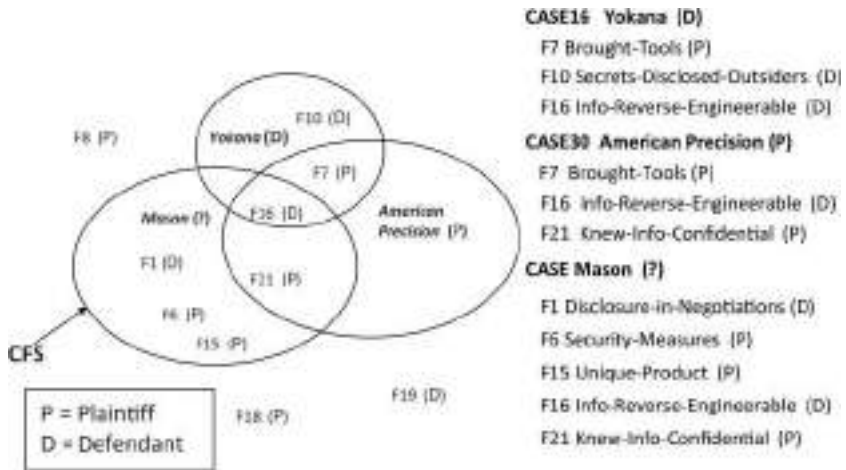 F8 (P)
Yokana (D)
F10 (D)
F7 (P)
Mason (?)
F16 (D)
American
Precision (P)
F1 (D)
F21 (P)
F6 (P)
F15 (P)
CFS
F19 (D)
F18 (P)
P = Plaintiff
D = Defendant
CASE16 Yokana (D)
F7 Brought-Tools (P)
F10 Secrets-Disclosed-Outsiders (D)
F16 Info-Reverse-Engineerable (D)
CASE30 American Precision (P)
F7 Brought-Tools (P)
F16 Info-Reverse-Engineerable (D)
F21 Knew-Info-Confidential (P)
CASE Mason (?)
F1 Disclosure-in-Negotiations (D)
F6 Security-Measures (P)
F15 Unique-Product (P)
F16 Info-Reverse-Engineerable (D)
F21 Knew-Info-Confidential (P)